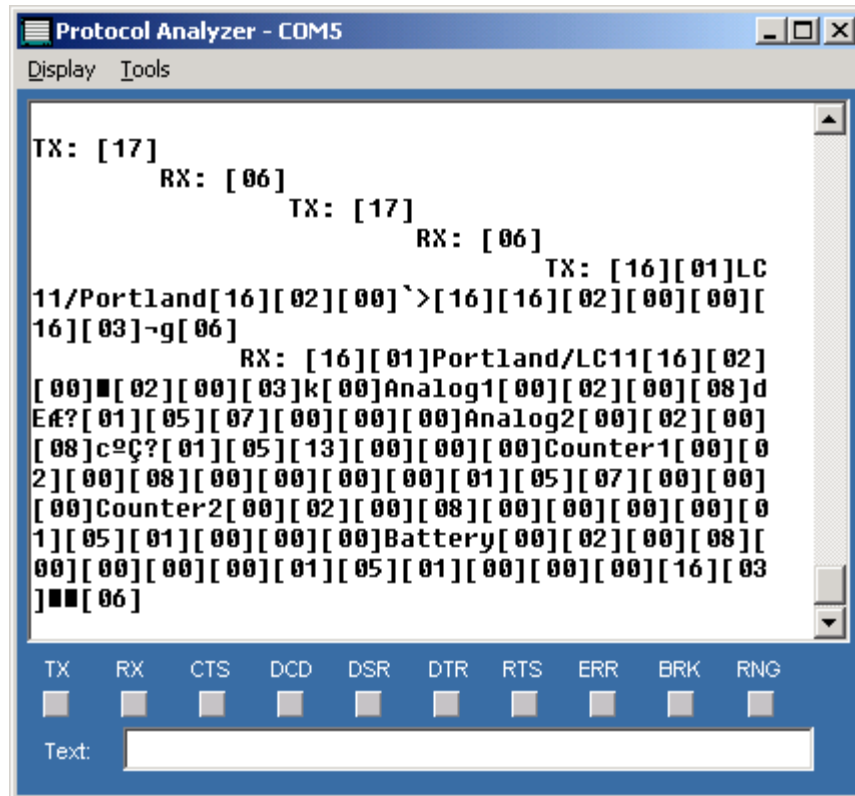 Protocol Analyzer - COM5
Display Tools
TX: [17]
RX: [06]
TX: [17]
RX: [06]
TX: [16][01]LC
11/Portland[16][02][00]`>[16][16][02][00][00][
16][03]¬g[06]
RX: [16][01]Portland/LC11[16][02]
[00]■[02][00][03]k[00]Analog1[00][02][00][08]d
EÆ?[01][05][07][00][00][00]Analog2[00][02][00]
[08]cºÇ?[01][05][13][00][00][00]Counter1[00][0
2][00][08][00][00][00][00][01][05][07][00][00]
[00]Counter2[00][02][00][08][00][00][00][00][0
1][05][01][00][00][00]Battery[00][02][00][08][
00][00][00][00][01][05][01][00][00][00][16][03
]■■[06]
TX RX CTS DCD DSR DTR RTS ERR BRK RNG
Text: